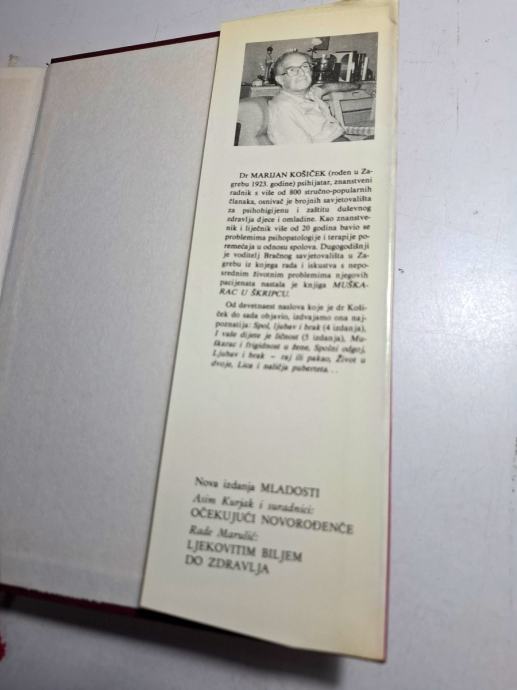 Dr MARIJAN KOŠIČEK (rođen u Za-
grebu 1923. godine) psihijatar, znanstveni
radnik s više od 800 stručno-popularnih
članaka, osnivač je brojnih savjetovališta
za psihohigijenu i zaštitu duševnog
zdravlja djece i omladine. Kao znanstve-
nik i liječnik više od 20 godina bavio se
problemima psihopatologije i terapije po-
remećaja u odnosu spolova. Dugogodišnji
je voditelj Bračnog savjetovališta u Za-
grebu iz kojega rada i iskustva s nepo-
srednim životnim problemima njegovih
pacijenata nastala je knjiga MUŠKA-
RAC U ŠKRIPCU.
Od devetnaest naslova koje je dr Koši-
ček do sada objavio, izdvajamo ona naj-
poznatija: Spol, ljubav i brak (4 izdanja),
I vaše dijete je ličnost (5 izdanja), Mu-
škarac i frigidnost u žene, Spolni odgoj,
Ljubav i brak – raj ili pakao, Život u
dvoje, Lica i naličja puberteta. . .
Nova izdanja MLADOSTI
Asim Kurjak i suradnici:
OČEKUJUĆI NOVOROĐENČE
Rade Marušić:
LJEKOVITIM BILJEM
DO ZDRAVLJA